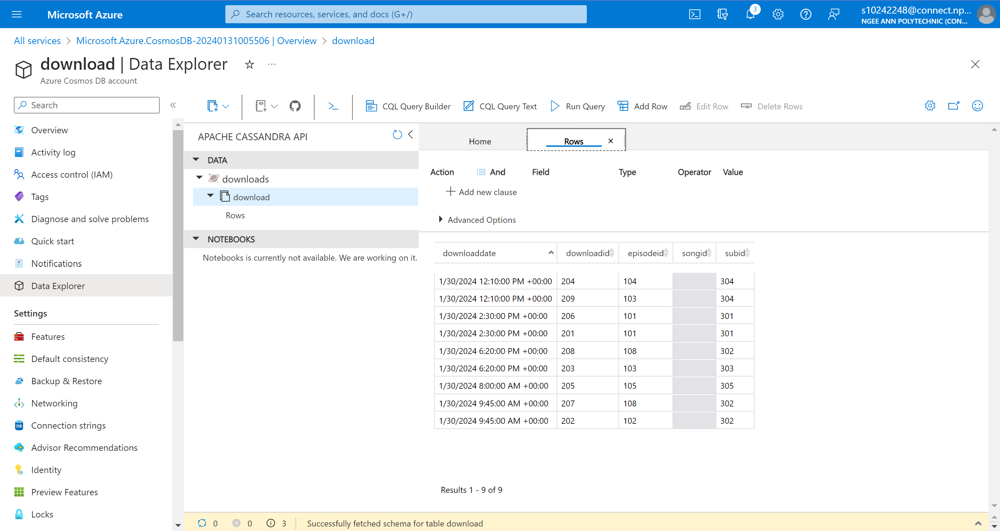 Microsoft Azure
Search resources, services, and docs (G+/)
3
s10242248@connect.np...
NGEE ANN POLYTECHNIC (CON...
All services > Microsoft.Azure.CosmosDB-20240131005506 | Overview > download
download | Data Explorer
...
Azure Cosmos DB account
Search
«
CQL Query Builder
CQL Query Text
Run Query
Add Row
Edit Row
Delete Rows
Overview
Activity log
Access control (IAM)
Tags
Diagnose and solve problems
Quick start
Notifications
Data Explorer
Settings
Features
Default consistency
Backup & Restore
Networking
Connection strings
Advisor Recommendations
Identity
Preview Features
Locks
APACHE CASSANDRA API
DATA
downloads
download
Rows
NOTEBOOKS
Notebooks is currently not available. We are working on it.
Home
Rows
Action And Field Type Operator Value
Add new clause
Advanced Options
downloaddate downloadid episodeid songid subid
1/30/2024 12:10:00 PM +00:00 204 104 304
1/30/2024 12:10:00 PM +00:00 209 103 304
1/30/2024 2:30:00 PM +00:00 206 101 301
1/30/2024 2:30:00 PM +00:00 201 101 301
1/30/2024 6:20:00 PM +00:00 208 108 302
1/30/2024 6:20:00 PM +00:00 203 103 303
1/30/2024 8:00:00 AM +00:00 205 105 305
1/30/2024 9:45:00 AM +00:00 207 108 302
1/30/2024 9:45:00 AM +00:00 202 102 302
Results 1 - 9 of 9
0 0 3 Successfully fetched schema for table download